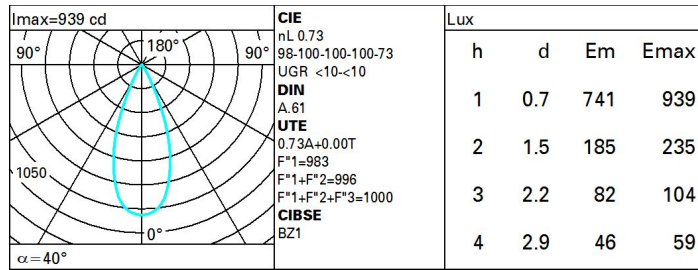 Imax=939 cd
90°
180°
90°
1050
0°
α=40°
CIE
nL 0.73
98-100-100-100-73
UGR <10-<10
DIN
A.61
UTE
0.73A+0.00T
F"1=983
F"1+F"2=996
F"1+F"2+F"3=1000
CIBSE
BZ1
Lux
h d Em Emax
1 0.7 741 939
2 1.5 185 235
3 2.2 82 104
4 2.9 46 59